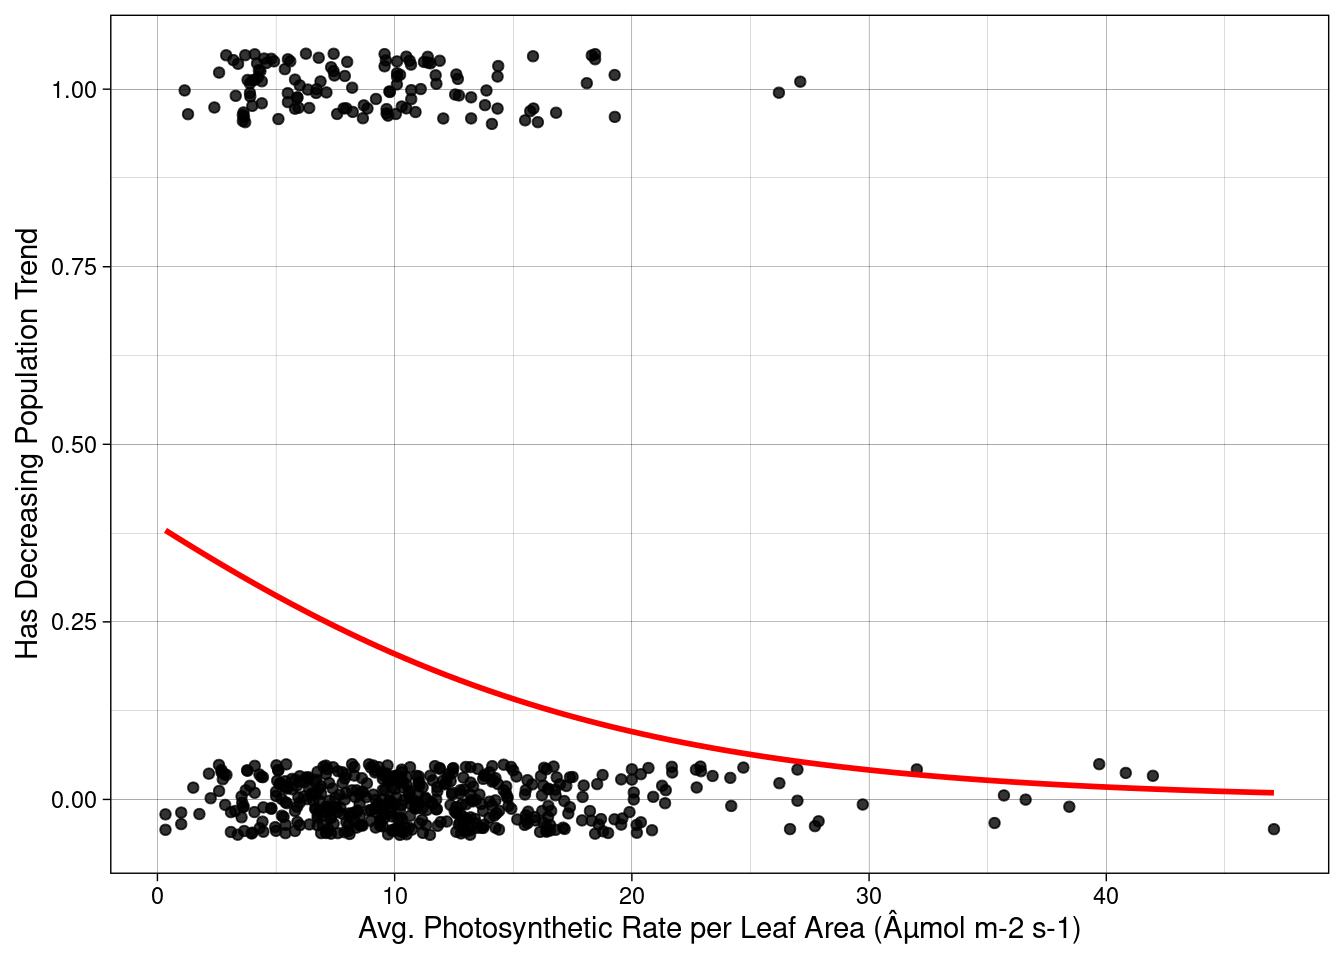 Has Decreasing Population Trend
1.00
0.75
0.50
0.25
0.00
0 10 20 30 40
Avg. Photosynthetic Rate per Leaf Area (Âµmol m-2 s-1)